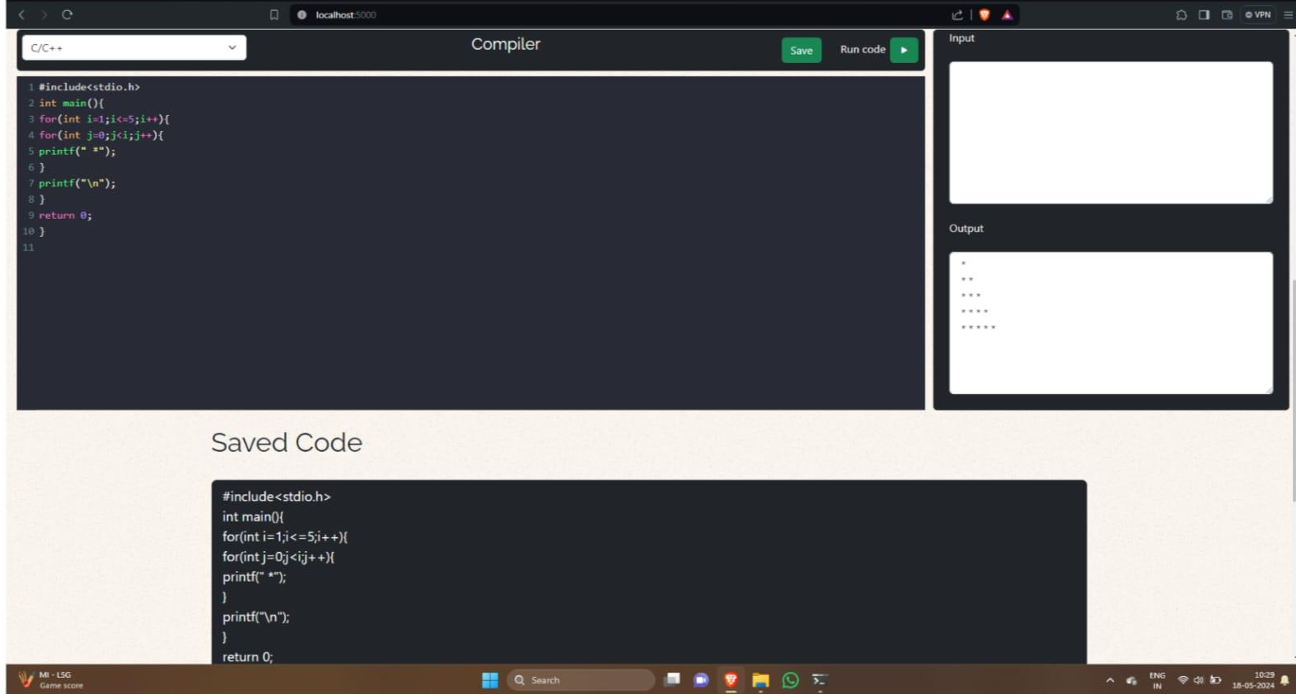 localhost:5000
VPN
C/C++
Compiler
Save
Run code
Input
1 #include<stdio.h>
2 int main(){
3 for(int i=1;i<=5;i++){
4 for(int j=0;j<i;j++){
5 printf(" *");
6 }
7 printf("\n");
8 }
9 return 0;
10 }
11
Output
*
* *
* * *
* * * *
* * * * *
Saved Code
#include<stdio.h>
int main(){
for(int i=1;i<=5;i++){
for(int j=0;j<i;j++){
printf(" *");
}
printf("\n");
}
return 0;
MI - LSG
Game score
Search
ENG
IN
10:29
18-05-2024